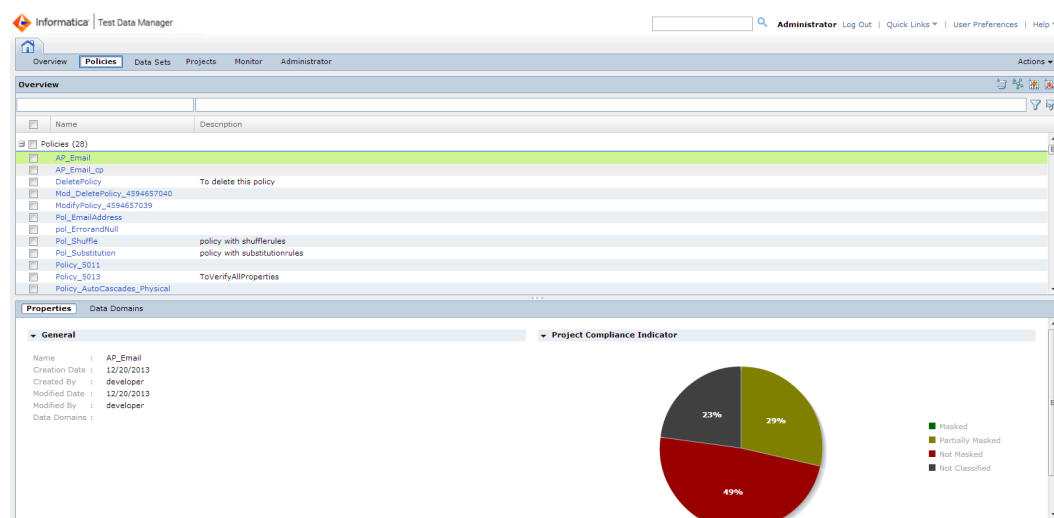 Informatica Test Data Manager
Administrator Log Out | Quick Links | User Preferences | Help
Overview Policies Data Sets Projects Monitor Administrator Actions
Overview
Name Description
Policies (28)
AP_Email
AP_Email_cp
DeletePolicy To delete this policy
Mod_DeletePolicy_4594657040
ModifyPolicy_4594657039
Pol_EmailAddress
pol_ErrorandNull
Pol_Shuffle policy with shufflerules
Pol_Substitution policy with substitutionrules
Policy_5011
Policy_5013 ToVerifyAllProperties
Policy_AutoCascades_Physical
Properties Data Domains
General
Name : AP_Email
Creation Date : 12/20/2013
Created By : developer
Modified Date : 12/20/2013
Modified By : developer
Data Domains :
Project Compliance Indicator
23%
29%
49%
Masked
Partially Masked
Not Masked
Not Classified